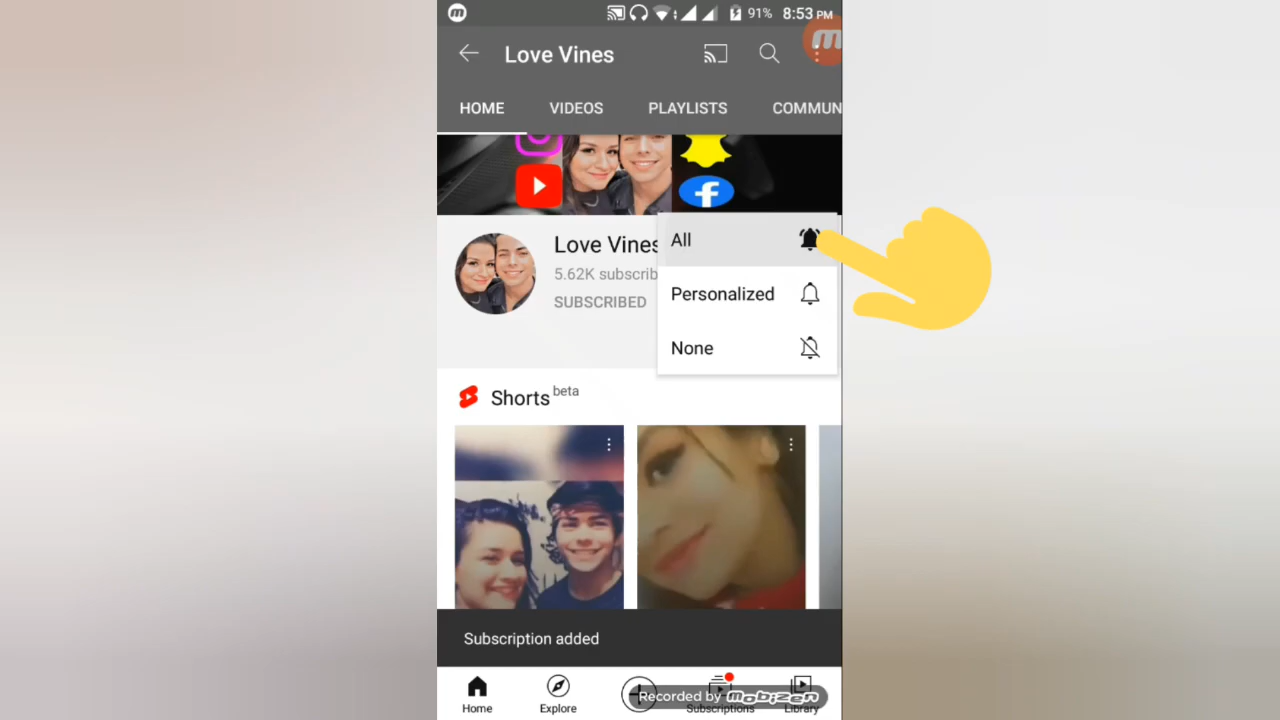 91% 8:53 PM
Love Vines
HOME VIDEOS PLAYLISTS COMMUN
Love Vines
5.62K subscrib
SUBSCRIBED
All
Personalized
None
Shorts beta
Subscription added
Home Explore Subscriptions Library
Recorded by mobizen